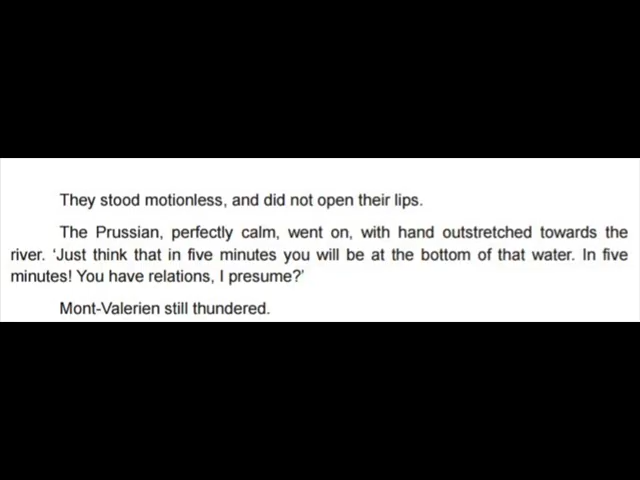 They stood motionless, and did not open their lips.
The Prussian, perfectly calm, went on, with hand outstretched towards the
river. ‘Just think that in five minutes you will be at the bottom of that water. In five
minutes! You have relations, I presume?’
Mont-Valerien still thundered.